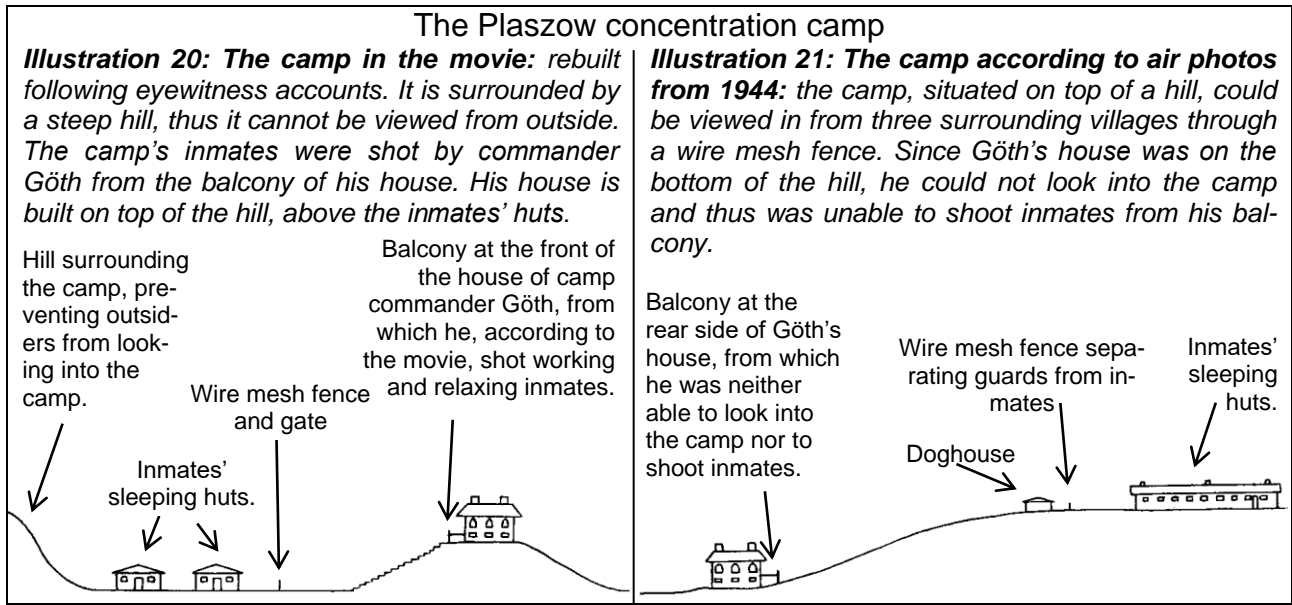 The Plaszow concentration camp
Illustration 20: The camp in the movie: rebuilt
following eyewitness accounts. It is surrounded by
a steep hill, thus it cannot be viewed from outside.
The camp's inmates were shot by commander
Göth from the balcony of his house. His house is
built on top of the hill, above the inmates' huts.
Hill surrounding
the camp, pre-
venting outsid-
ers from look-
ing into the
camp.
Inmates'
sleeping huts.
Wire mesh fence
and gate
Balcony at the front of
the house of camp
commander Göth, from
which he, according to
the movie, shot working
and relaxing inmates.
Illustration 21: The camp according to air photos
from 1944: the camp, situated on top of a hill, could
be viewed in from three surrounding villages through
a wire mesh fence. Since Göth's house was on the
bottom of the hill, he could not look into the camp
and thus was unable to shoot inmates from his bal-
cony.
Balcony at the
rear side of Göth's
house, from which
he was neither
able to look into
the camp nor to
shoot inmates.
Doghouse
Wire mesh fence sepa-
rating guards from in-
mates
Inmates'
sleeping
huts.